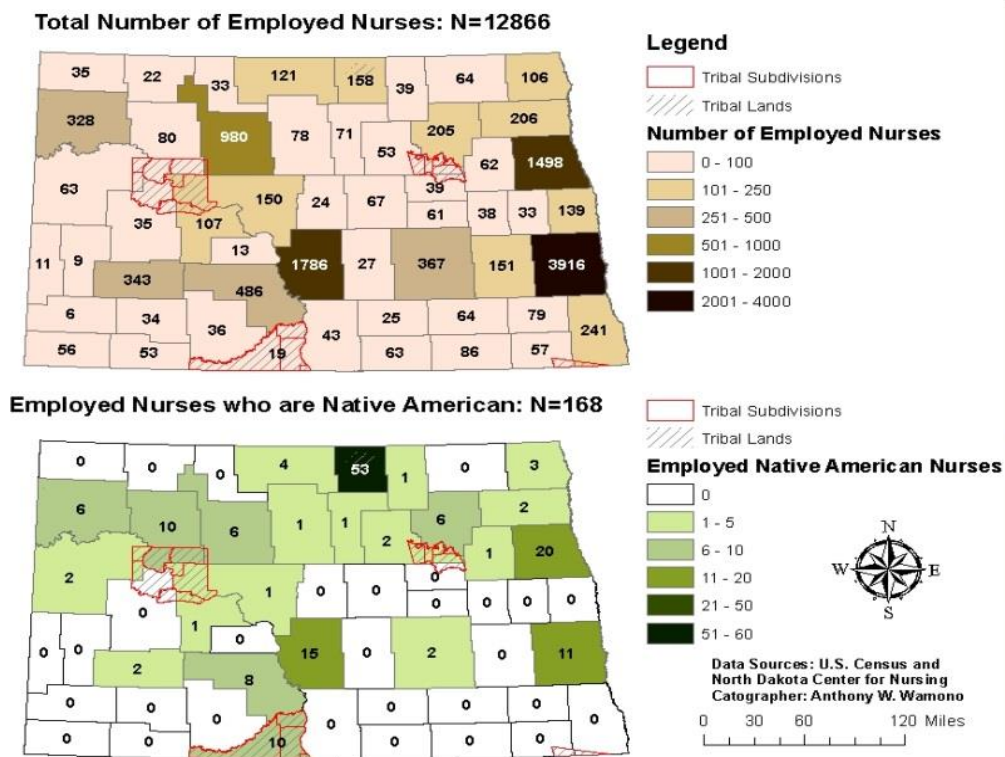 Total Number of Employed Nurses: N=12866
35 22 33 121 158 39 64 106
328 80 980 78 71 53 205 206
62 1498
63 35 150 24 67 39 61 38 33 139
107 13
11 9 343 486 1786 27 367 151 3916
6 34 36 43 25 64 79 241
56 53 19 63 86 57
Legend
Tribal Subdivisions
Tribal Lands
Number of Employed Nurses
0 - 100
101 - 250
251 - 500
501 - 1000
1001 - 2000
2001 - 4000
Employed Nurses who are Native American: N=168
0 0 0 4 53 1 0 3
6 10 6 1 1 2 6 2
1 20
2 0 1 0 0 0 0 0 0 0
1 0
0 0 2 8 15 0 2 0 11
0 0 0 0 0 0 0 0
0 0 10 0 0 0
Tribal Subdivisions
Tribal Lands
Employed Native American Nurses
0
1 - 5
6 - 10
11 - 20
21 - 50
51 - 60
N
W E
S
Data Sources: U.S. Census and
North Dakota Center for Nursing
Catographer: Anthony W. Wamono
0 30 60 120 Miles